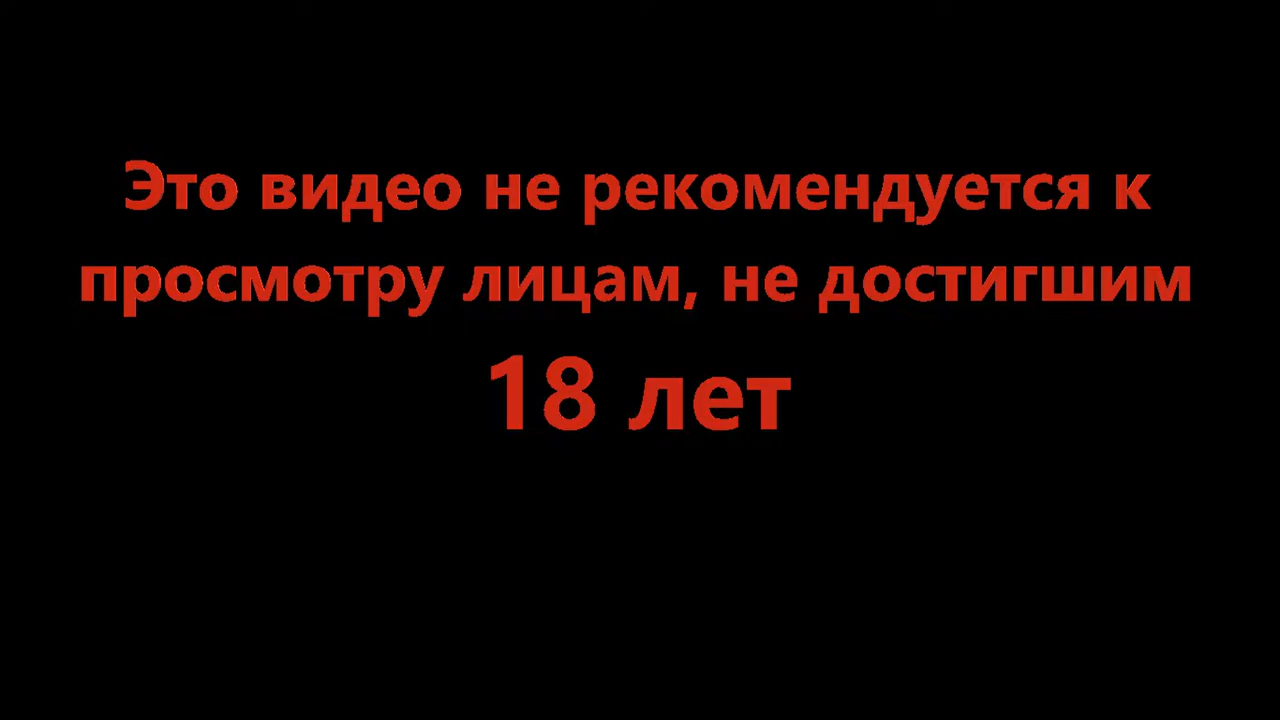 Это видео не рекомендуется к
просмотру лицам, не достигшим
18 лет